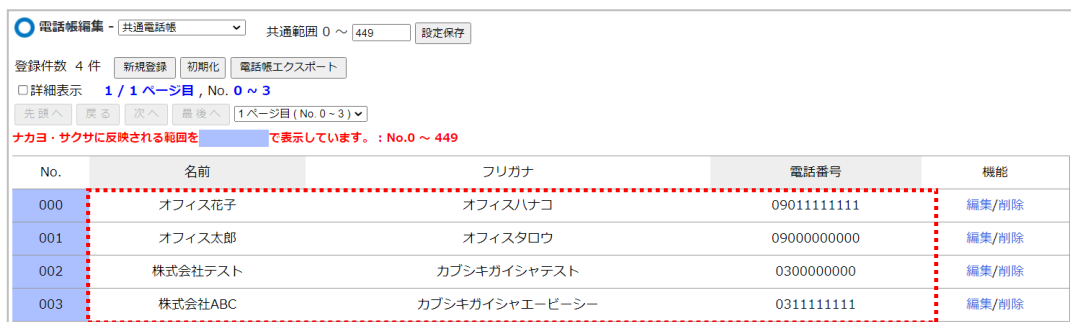 電話帳編集 - 共通電話帳 共通範囲 0 ～ 449 設定保存
登録件数 4 件 新規登録 初期化 電話帳エクスポート
詳細表示 1 / 1 ページ目 , No. 0 ~ 3
先頭へ 戻る 次へ 最後へ 1ページ目 ( No. 0 ~ 3 )
ナカヨ・サクサに反映される範囲を で表示しています。：No.0 ～ 449
No. 名前 フリガナ 電話番号 機能
000 オフィス花子 オフィスハナコ 09011111111 編集/削除
001 オフィス太郎 オフィスタロウ 09000000000 編集/削除
002 株式会社テスト カブシキガイシャテスト 0300000000 編集/削除
003 株式会社ABC カブシキガイシャエービーシー 0311111111 編集/削除